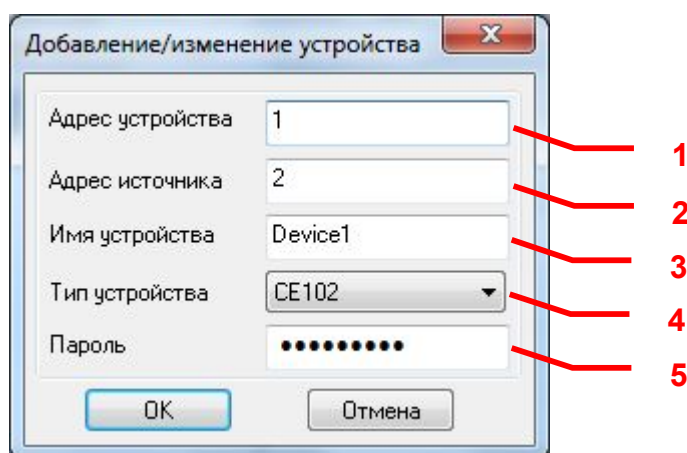 Добавление/изменение устройства
Адрес устройства 1
1
Адрес источника 2
2
Имя устройства Device1
3
Тип устройства CE102
4
Пароль •••••••••
5
OK Отмена